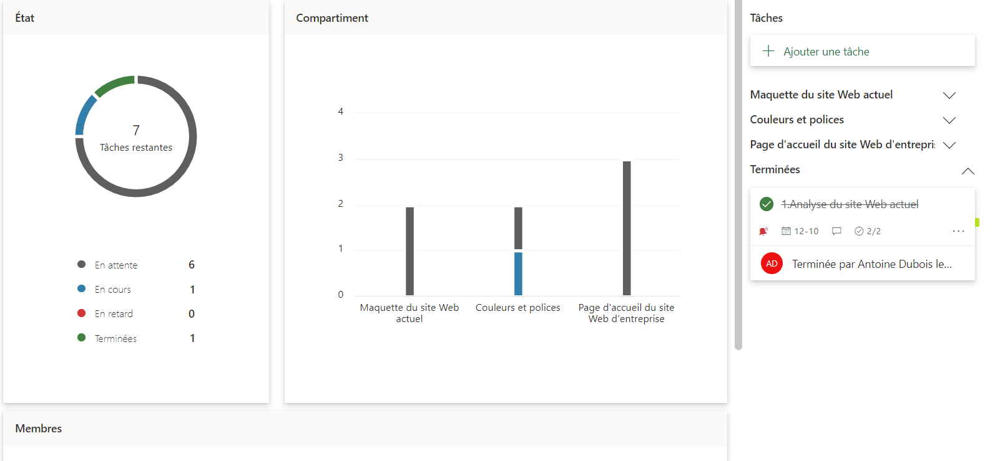 État
7
Tâches restantes
En attente 6
En cours 1
En retard 0
Terminées 1
Compartiment
4
3
2
1
0
Maquette du site Web
actuel
Couleurs et polices
Page d'accueil du site
Web d'entreprise
Membres
Tâches
Ajouter une tâche
Maquette du site Web actuel
Couleurs et polices
Page d'accueil du site Web d'entrepri
Terminées
1.Analyse du site Web actuel
12-10 2/2 ...
AD Terminée par Antoine Dubois le...